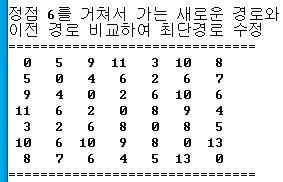 정점 6를 거쳐서 가는 새로운 경로와
이전 경로 비교하여 최단경로 수정
===================================
0 5 9 11 3 10 8
5 0 4 6 2 6 7
9 4 0 2 6 10 6
11 6 2 0 8 9 4
3 2 6 8 0 8 5
10 6 10 9 8 0 13
8 7 6 4 5 13 0
===================================